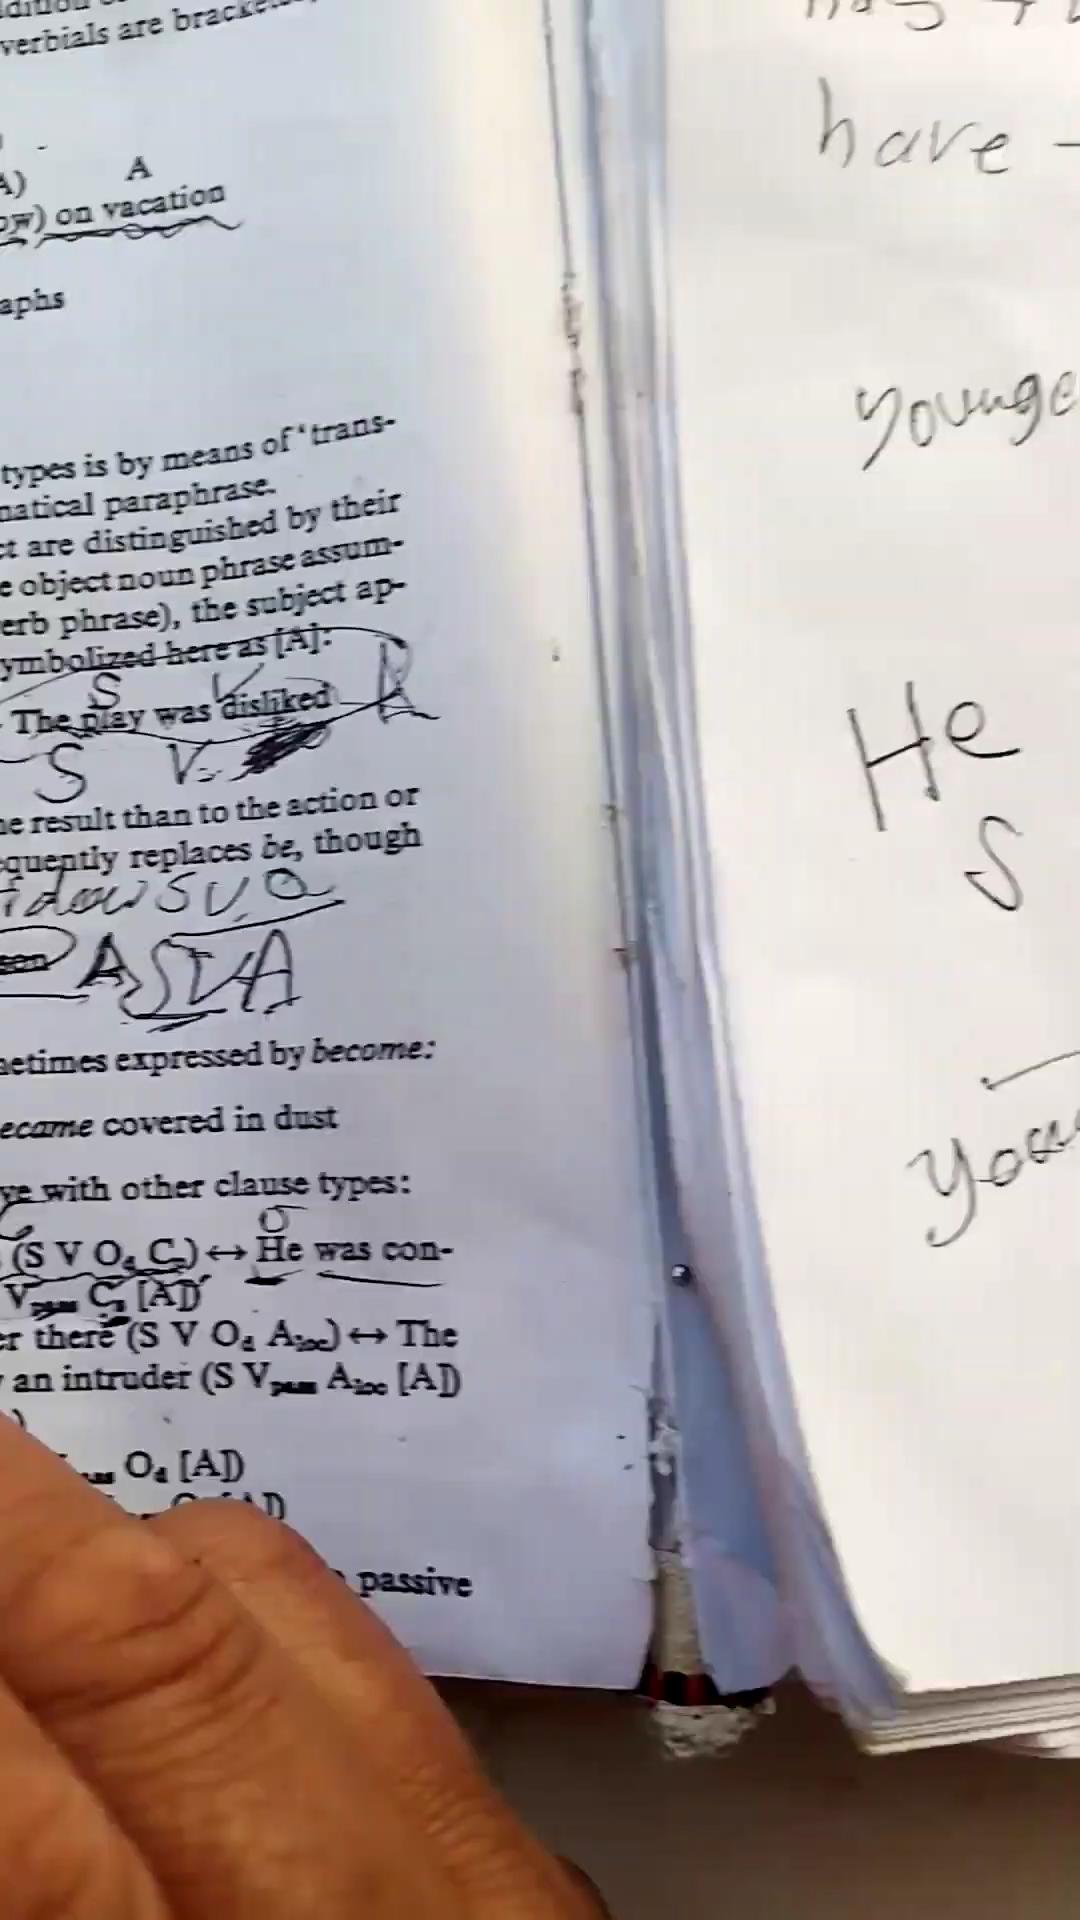 verbials are bracke
A) A
ow) on vacation
aphs
types is by means of 'trans-
matical paraphrase.
ct are distinguished by their
e object noun phrase assum-
erb phrase), the subject ap-
ymbolized here as [A]:
S V A
The play was disliked
S V
he result than to the action or
equently replaces be, though
S V O
A SVA
metimes expressed by become:
ecame covered in dust
ve with other clause types:
(S V Od Cs) ↔ He was con-
Vpass Cs [A])
er there (S V Od Aloc) ↔ The
an intruder (S Vpass Aloc [A])
Od [A])
passive
have -
younge
He
S